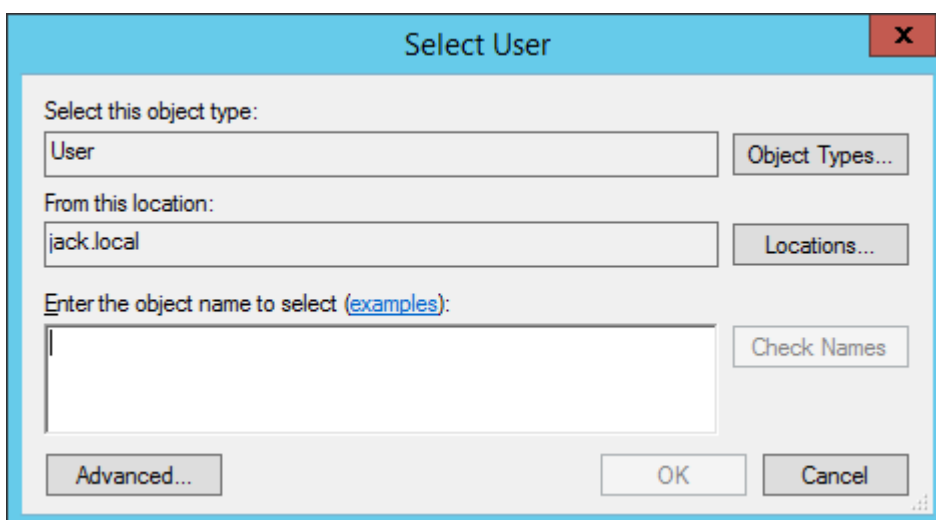 Select User
x
Select this object type:
User
Object Types...
From this location:
jack.local
Locations...
Enter the object name to select (examples):
Check Names
Advanced...
OK
Cancel